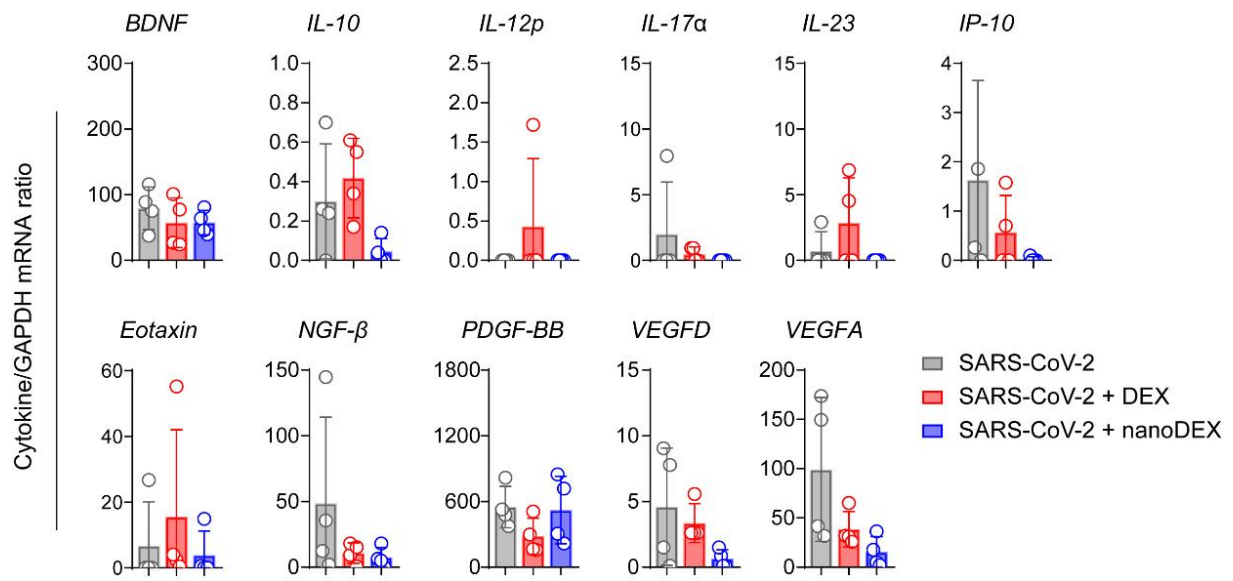 BDNF IL-10 IL-12p IL-17α IL-23 IP-10
300 1.0 2.5 15 15 4
0.8 2.0 3
200 10 10
0.6 1.5
2
0.4 1.0
100 5 5
1
0.2 0.5
0 0.0 0.0 0 0 0
Cytokine/GAPDH mRNA ratio
Eotaxin NGF-β PDGF-BB VEGFD VEGFA
60 150 1800 15 200
150
40 100 1200 10
100
20 50 600 5
50
0 0 0 0 0
SARS-CoV-2
SARS-CoV-2 + DEX
SARS-CoV-2 + nanoDEX